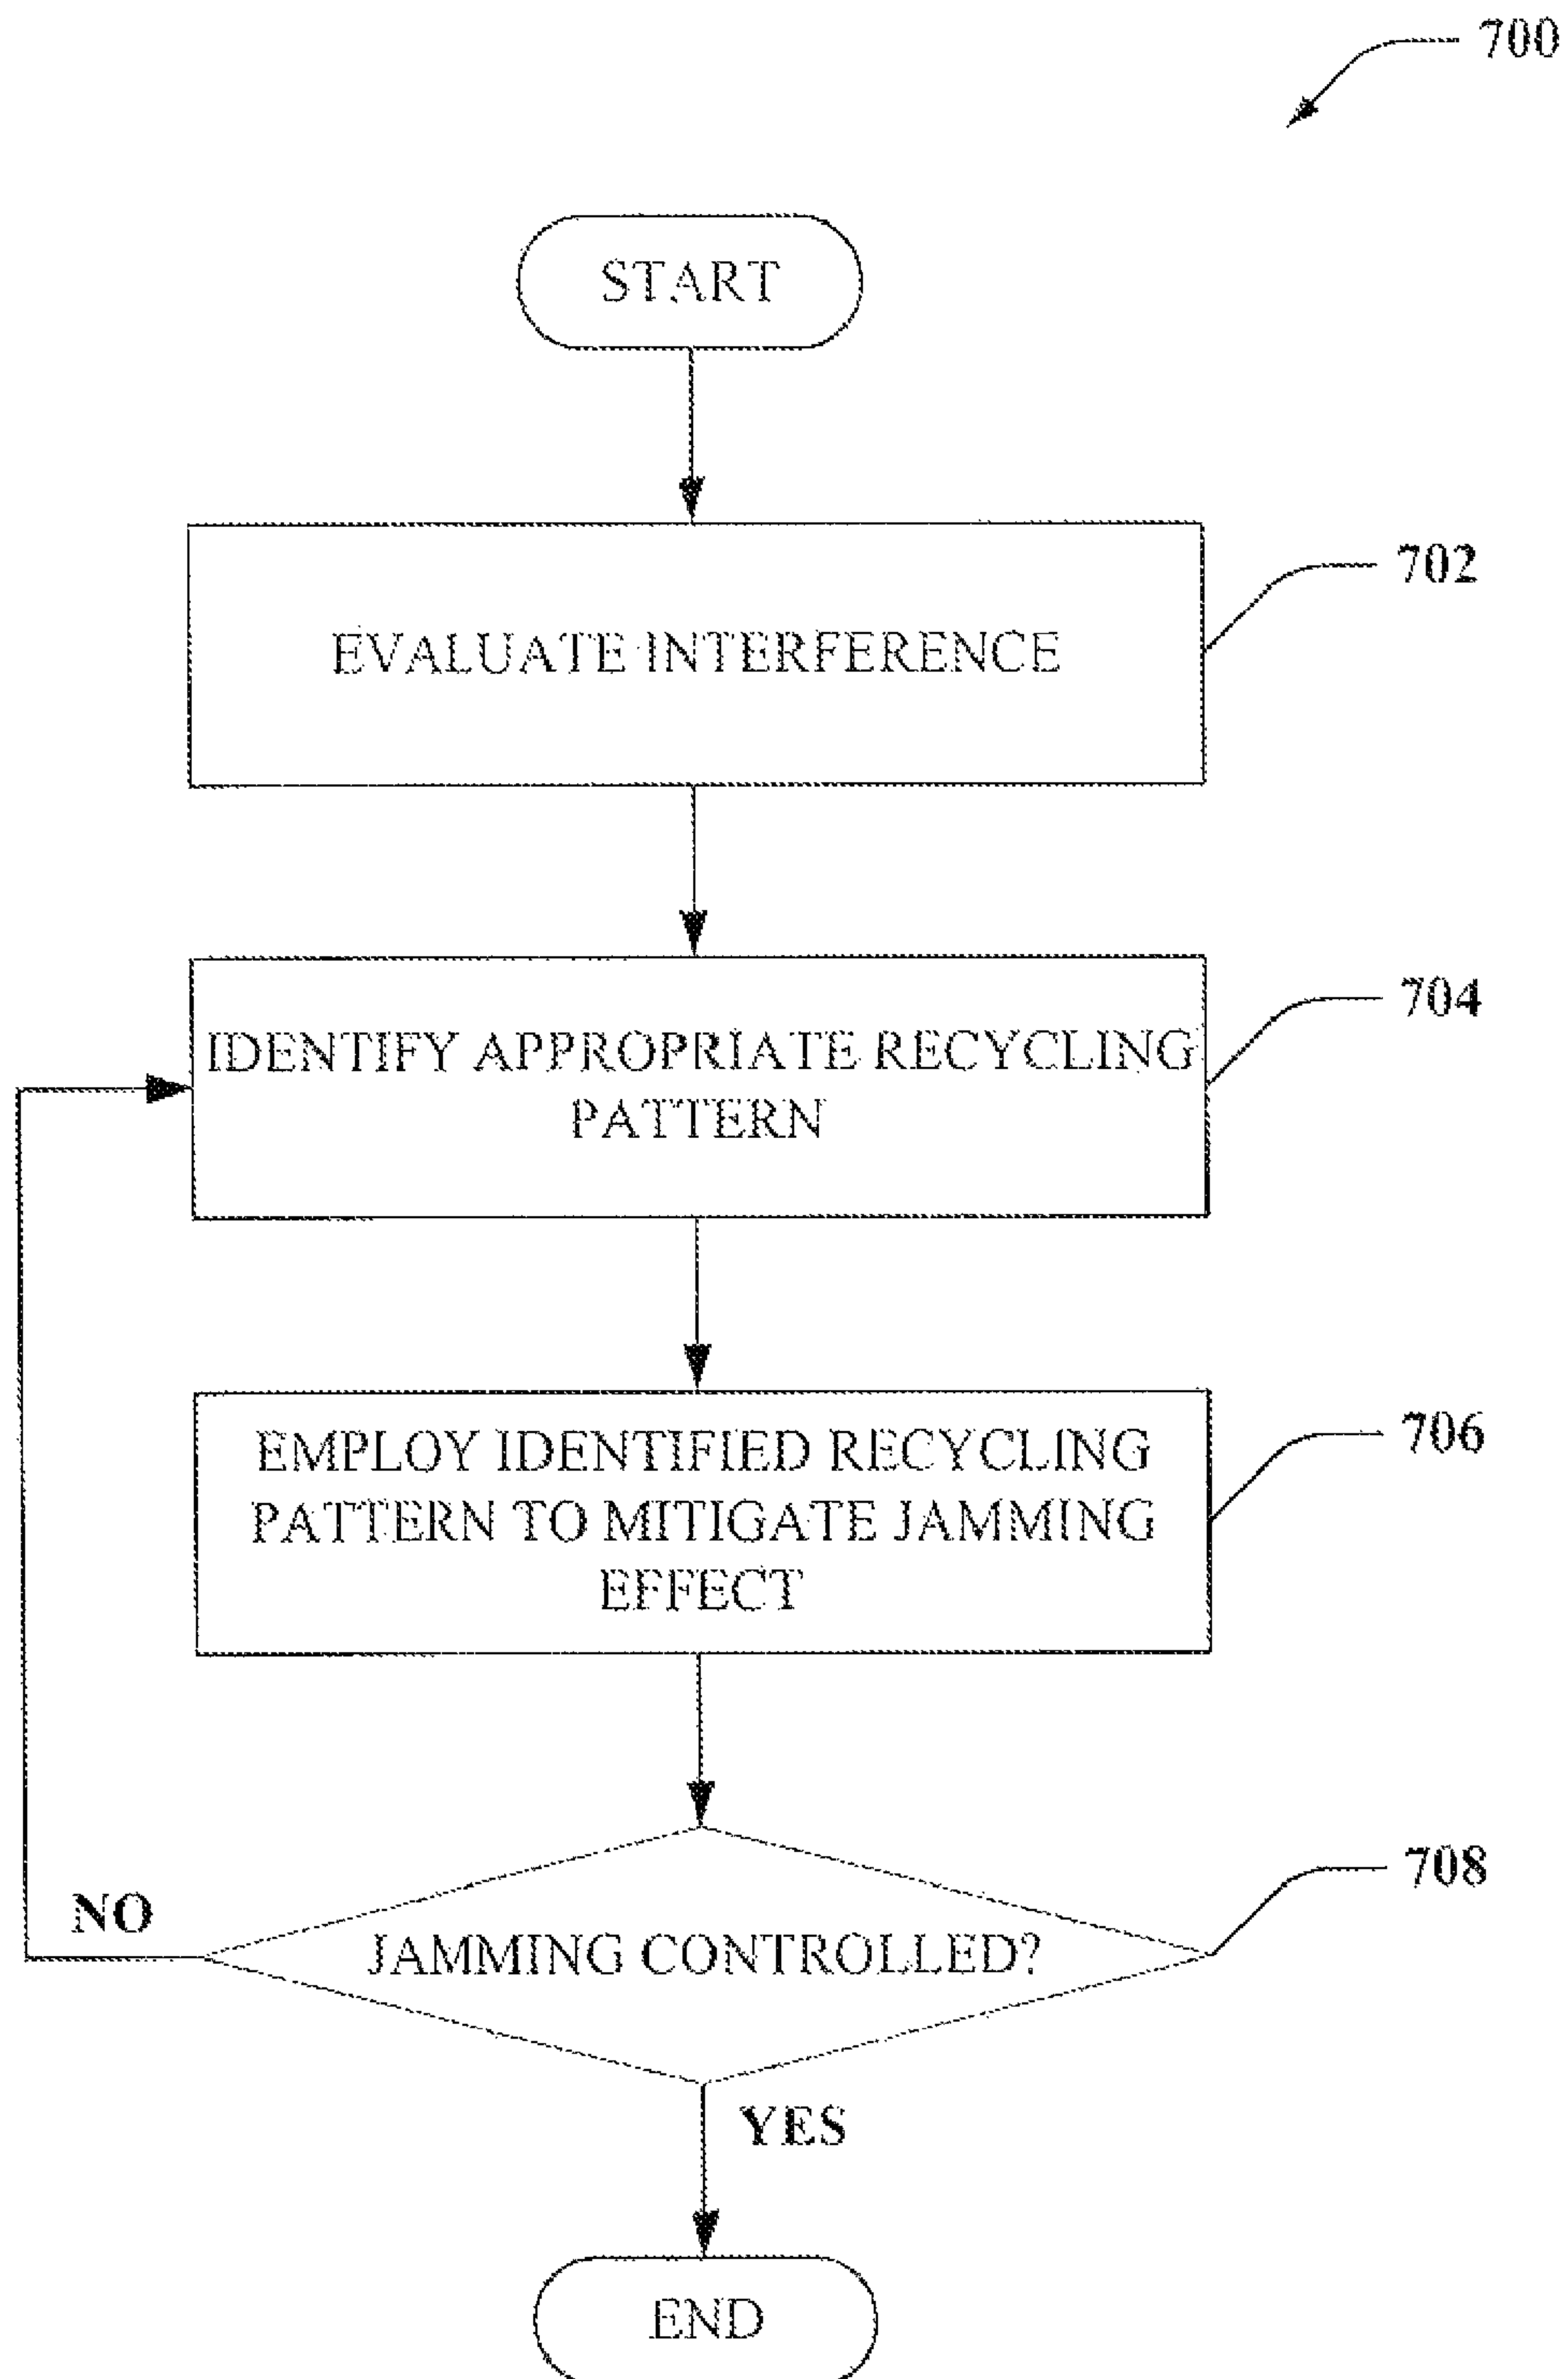 700
START
EVALUATE INTERFERENCE
702
IDENTIFY APPROPRIATE RECYCLING
PATTERN
704
EMPLOY IDENTIFIED RECYCLING
PATTERN TO MITIGATE JAMMING
EFFECT
706
JAMMING CONTROLLED?
708
NO
YES
END